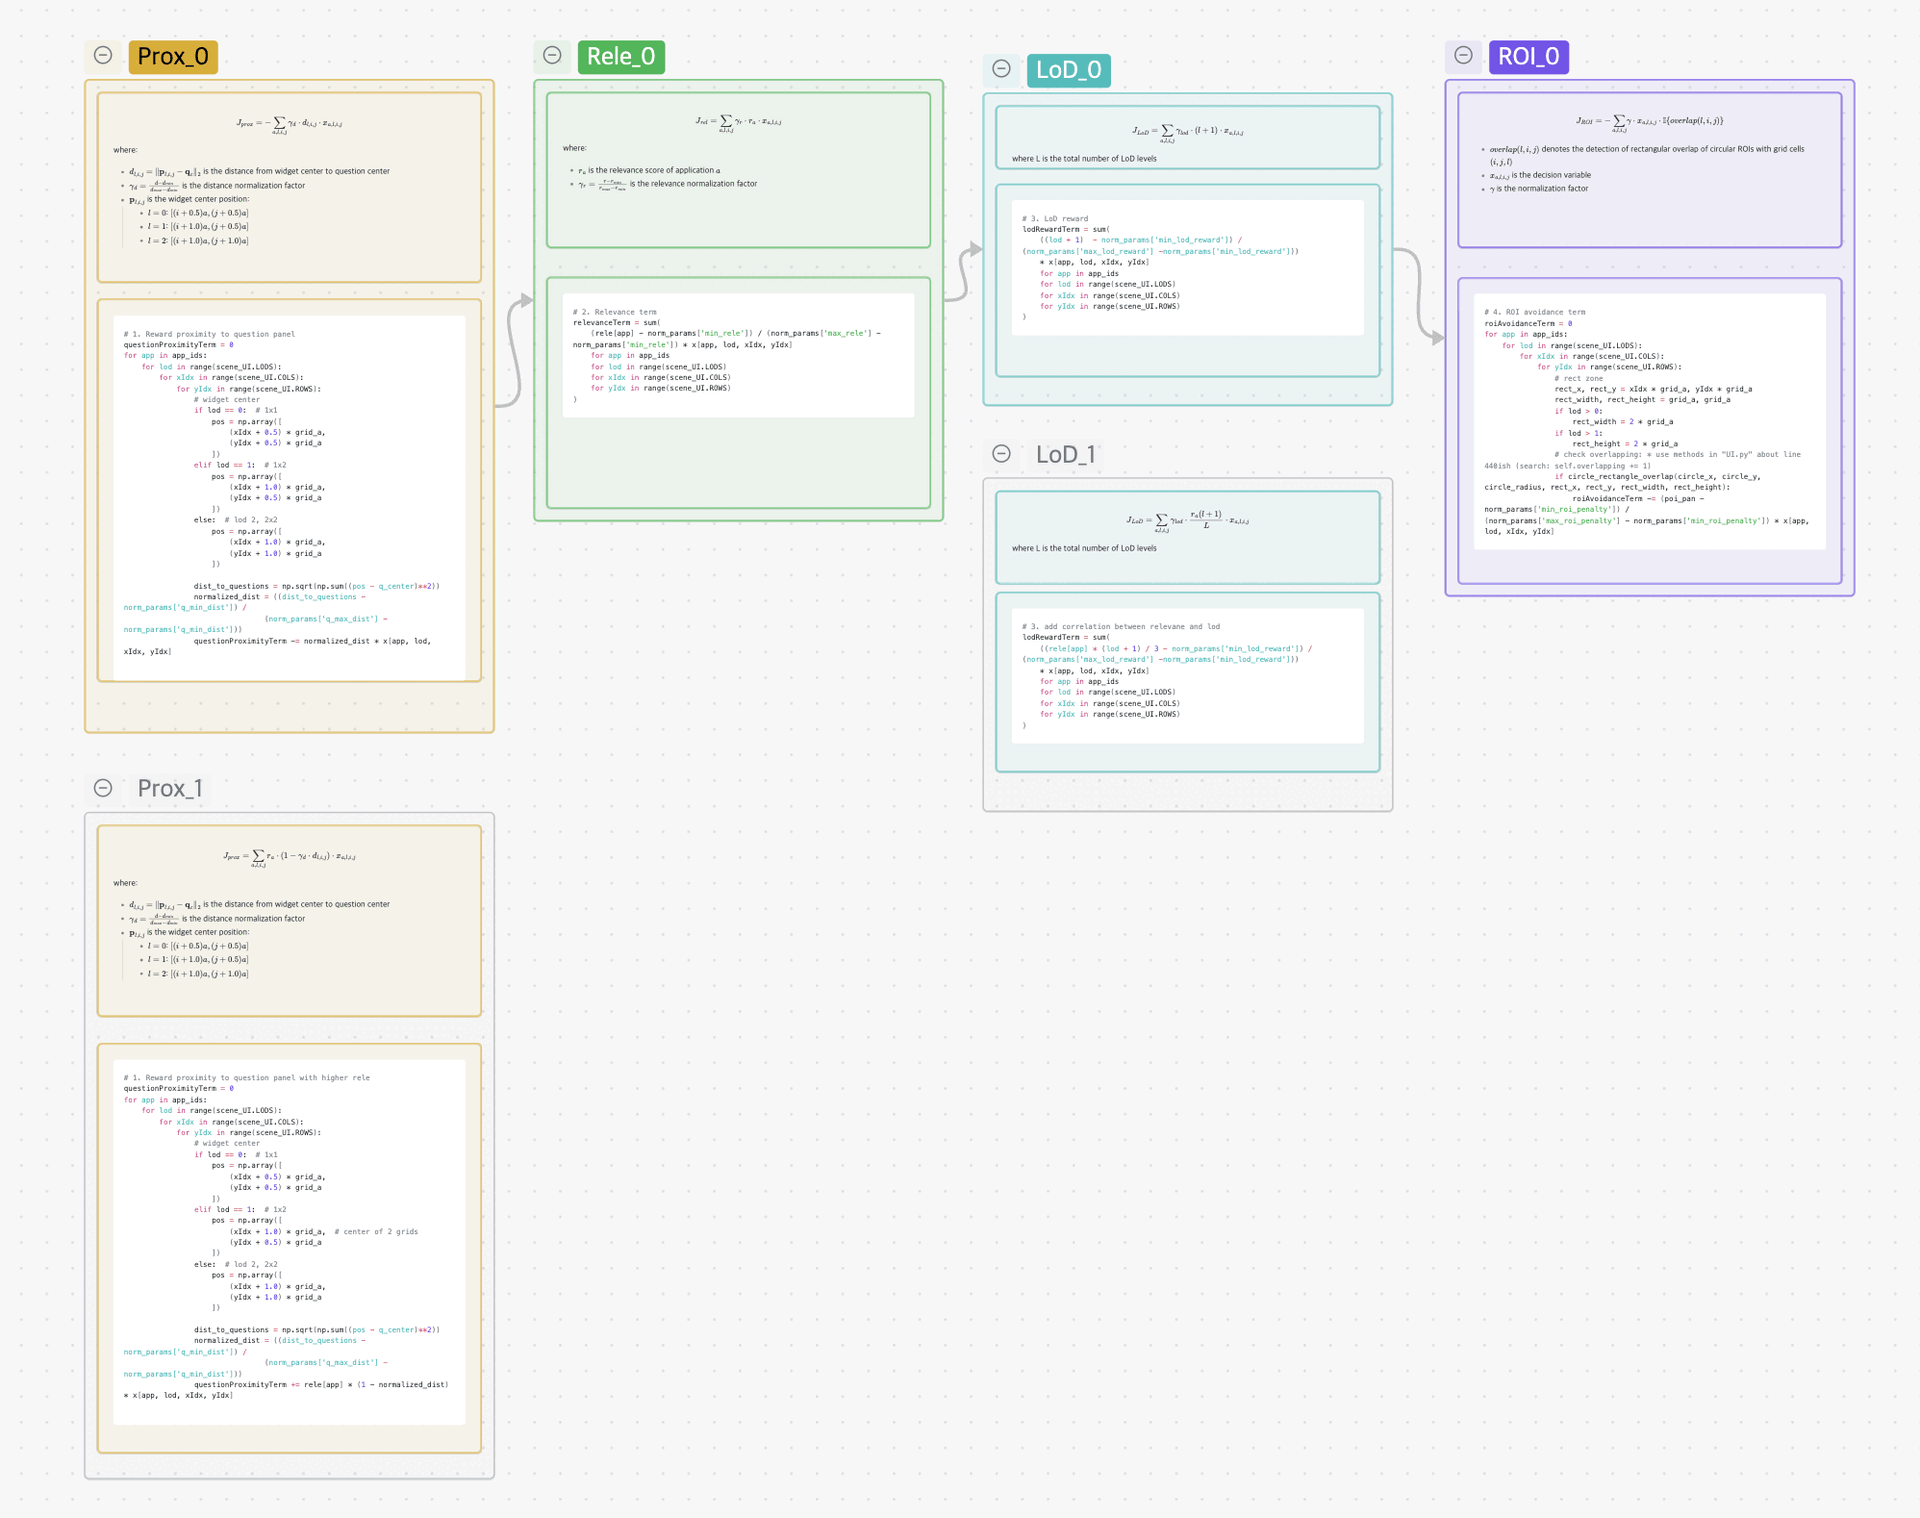 Prox_0
J_{prox} = -\sum_{a,l,i,j} \gamma_d \cdot d_{l,i,j} \cdot x_{a,l,i,j}
where:
• d_{l,i,j} = \|\mathbf{p}_{l,i,j} - \mathbf{q}_c\|_2 is the distance from widget center to question center
• \gamma_d = \frac{d-d_{min}}{d_{max}-d_{min}} is the distance normalization factor
• \mathbf{p}_{l,i,j} is the widget center position:
• l = 0: [(i + 0.5)a, (j + 0.5)a]
• l = 1: [(i + 1.0)a, (j + 0.5)a]
• l = 2: [(i + 1.0)a, (j + 1.0)a]
# 1. Reward proximity to question panel
questionProximityTerm = 0
for app in app_ids:
    for lod in range(scene_UI.LODS):
        for xIdx in range(scene_UI.COLS):
            for yIdx in range(scene_UI.ROWS):
                # widget center
                if lod == 0:  # 1x1
                    pos = np.array([
                        (xIdx + 0.5) * grid_a,
                        (yIdx + 0.5) * grid_a
                    ])
                elif lod == 1:  # 1x2
                    pos = np.array([
                        (xIdx + 1.0) * grid_a,
                        (yIdx + 0.5) * grid_a
                    ])
                else:  # lod 2, 2x2
                    pos = np.array([
                        (xIdx + 1.0) * grid_a,
                        (yIdx + 1.0) * grid_a
                    ])
                dist_to_questions = np.sqrt(np.sum((pos - q_center)**2))
                normalized_dist = ((dist_to_questions -
norm_params['q_min_dist']) /
                                (norm_params['q_max_dist'] -
norm_params['q_min_dist']))
                questionProximityTerm -= normalized_dist * x[app, lod,
xIdx, yIdx]
Rele_0
J_{rel} = \sum_{a,l,i,j} \gamma_r \cdot r_a \cdot x_{a,l,i,j}
where:
• r_a is the relevance score of application a
• \gamma_r = \frac{r-r_{min}}{r_{max}-r_{min}} is the relevance normalization factor
# 2. Relevance term
relevanceTerm = sum(
    (rele[app] - norm_params['min_rele']) / (norm_params['max_rele'] -
norm_params['min_rele']) * x[app, lod, xIdx, yIdx]
    for app in app_ids
    for lod in range(scene_UI.LODS)
    for xIdx in range(scene_UI.COLS)
    for yIdx in range(scene_UI.ROWS)
)
LoD_0
J_{LoD} = \sum_{a,l,i,j} \gamma_{lod} \cdot (l + 1) \cdot x_{a,l,i,j}
where L is the total number of LoD levels
# 3. LoD reward
lodRewardTerm = sum(
    ((lod + 1)  - norm_params['min_lod_reward']) /
(norm_params['max_lod_reward'] -norm_params['min_lod_reward']))
    * x[app, lod, xIdx, yIdx]
    for app in app_ids
    for lod in range(scene_UI.LODS)
    for xIdx in range(scene_UI.COLS)
    for yIdx in range(scene_UI.ROWS)
)
LoD_1
J_{LoD} = \sum_{a,l,i,j} \gamma_{lod} \cdot \frac{r_a(l + 1)}{L} \cdot x_{a,l,i,j}
where L is the total number of LoD levels
# 3. add correlation between relevane and lod
lodRewardTerm = sum(
    ((rele[app] * (lod + 1) / 3 - norm_params['min_lod_reward']) /
(norm_params['max_lod_reward'] -norm_params['min_lod_reward']))
    * x[app, lod, xIdx, yIdx]
    for app in app_ids
    for lod in range(scene_UI.LODS)
    for xIdx in range(scene_UI.COLS)
    for yIdx in range(scene_UI.ROWS)
)
ROI_0
J_{ROI} = -\sum_{a,l,i,j} \gamma \cdot x_{a,l,i,j} \cdot \mathbb{I}\{overlap(l, i, j)\}
• overlap(l, i, j) denotes the detection of rectangular overlap of circular ROIs with grid cells
(i, j, l)
• x_{a,l,i,j} is the decision variable
• \gamma is the normalization factor
# 4. ROI avoidance term
roiAvoidanceTerm = 0
for app in app_ids:
    for lod in range(scene_UI.LODS):
        for xIdx in range(scene_UI.COLS):
            for yIdx in range(scene_UI.ROWS):
                # rect zone
                rect_x, rect_y = xIdx * grid_a, yIdx * grid_a
                rect_width, rect_height = grid_a, grid_a
                if lod > 0:
                    rect_width = 2 * grid_a
                if lod > 1:
                    rect_height = 2 * grid_a
                # check overlapping: * use methods in "UI.py" about line
440ish (search: self.overlapping += 1)
                if circle_rectangle_overlap(circle_x, circle_y,
circle_radius, rect_x, rect_y, rect_width, rect_height):
                    roiAvoidanceTerm -= (poi_pan -
norm_params['min_roi_penalty']) /
(norm_params['max_roi_penalty'] - norm_params['min_roi_penalty']) * x[app,
lod, xIdx, yIdx]
Prox_1
J_{prox} = \sum_{a,l,i,j} r_a \cdot (1 - \gamma_d \cdot d_{l,i,j}) \cdot x_{a,l,i,j}
where:
• d_{l,i,j} = \|\mathbf{p}_{l,i,j} - \mathbf{q}_c\|_2 is the distance from widget center to question center
• \gamma_d = \frac{d-d_{min}}{d_{max}-d_{min}} is the distance normalization factor
• \mathbf{p}_{l,i,j} is the widget center position:
• l = 0: [(i + 0.5)a, (j + 0.5)a]
• l = 1: [(i + 1.0)a, (j + 0.5)a]
• l = 2: [(i + 1.0)a, (j + 1.0)a]
# 1. Reward proximity to question panel with higher rele
questionProximityTerm = 0
for app in app_ids:
    for lod in range(scene_UI.LODS):
        for xIdx in range(scene_UI.COLS):
            for yIdx in range(scene_UI.ROWS):
                # widget center
                if lod == 0:  # 1x1
                    pos = np.array([
                        (xIdx + 0.5) * grid_a,
                        (yIdx + 0.5) * grid_a
                    ])
                elif lod == 1:  # 1x2
                    pos = np.array([
                        (xIdx + 1.0) * grid_a,  # center of 2 grids
                        (yIdx + 0.5) * grid_a
                    ])
                else:  # lod 2, 2x2
                    pos = np.array([
                        (xIdx + 1.0) * grid_a,
                        (yIdx + 1.0) * grid_a
                    ])
                dist_to_questions = np.sqrt(np.sum((pos - q_center)**2))
                normalized_dist = ((dist_to_questions -
norm_params['q_min_dist']) /
                                (norm_params['q_max_dist'] -
norm_params['q_min_dist']))
                questionProximityTerm += rele[app] * (1 - normalized_dist)
* x[app, lod, xIdx, yIdx]